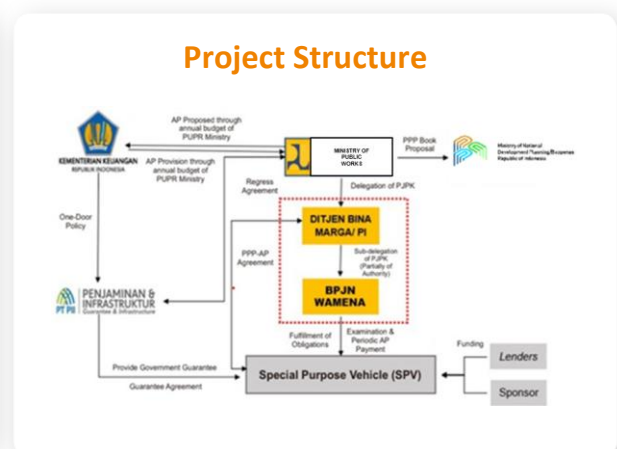 Project Structure
AP Proposed through
annual budget of
PUPR Ministry
KEMENTERIAN KEUANGAN
REPUBLIK INDONESIA
AP Provision through
annual budget of
PUPR Ministry
MINISTRY OF
PUBLIC
WORKS
PPP Book
Proposal
Ministry of National
Development Planning/Bappenas
Republic of Indonesia
Regress
Agreement
Delegation of PJPK
One-Door
Policy
DITJEN BINA
MARGA/ PI
PPP-AP
Agreement
Sub-delegation
of PJPK
(Partially of
Authority)
PT PII
PENJAMINAN &
INFRASTRUKTUR
Guarantee & Infrastructure
BPJN
WAMENA
Fulfillment of
Obligations
Examination &
Periodic AP
Payment
Funding
Lenders
Provide Government Guarantee
Special Purpose Vehicle (SPV)
Guarantee Agreement
Sponsor